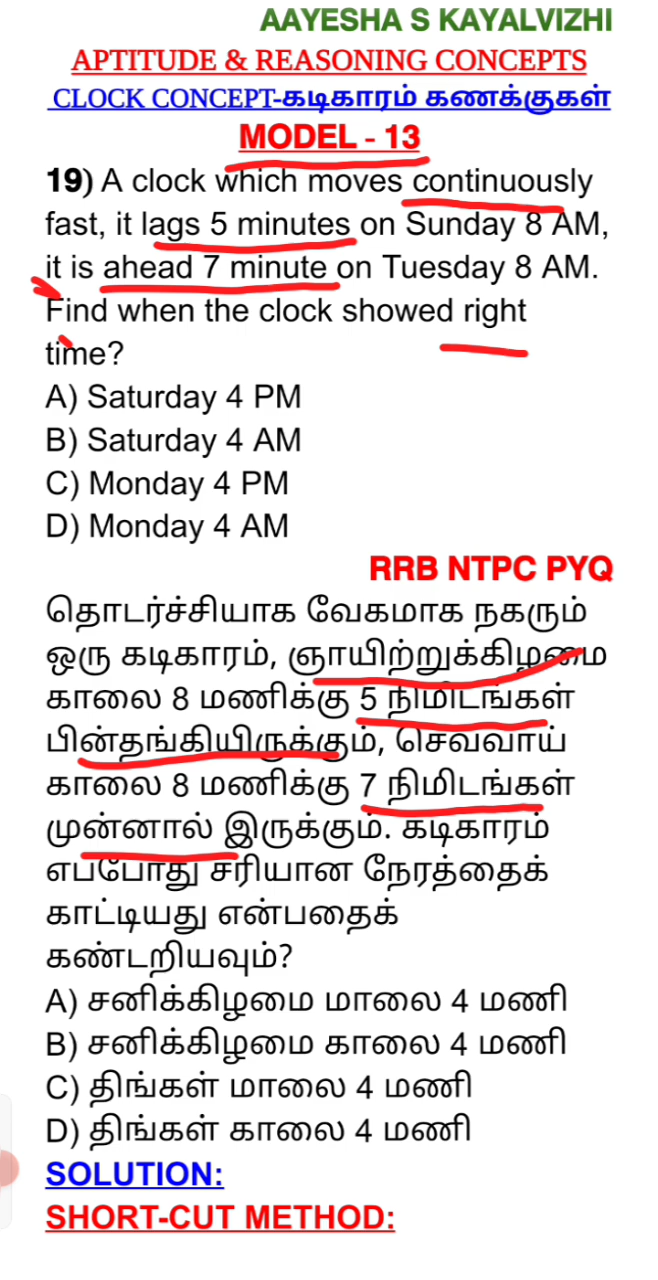 AAYESHA S KAYALVIZHI
APTITUDE & REASONING CONCEPTS
CLOCK CONCEPT-கடிகாரம் கணக்குகள்
MODEL - 13
19) A clock which moves continuously
fast, it lags 5 minutes on Sunday 8 AM,
it is ahead 7 minute on Tuesday 8 AM.
Find when the clock showed right
time?
A) Saturday 4 PM
B) Saturday 4 AM
C) Monday 4 PM
D) Monday 4 AM
RRB NTPC PYQ
தொடர்ச்சியாக வேகமாக நகரும்
ஒரு கடிகாரம், ஞாயிற்றுக்கிழமை
காலை 8 மணிக்கு 5 நிமிடங்கள்
பின்தங்கியிருக்கும், செவ்வாய்
காலை 8 மணிக்கு 7 நிமிடங்கள்
முன்னால் இருக்கும். கடிகாரம்
எப்போது சரியான நேரத்தைக்
காட்டியது என்பதைக்
கண்டறியவும்?
A) சனிக்கிழமை மாலை 4 மணி
B) சனிக்கிழமை காலை 4 மணி
C) திங்கள் மாலை 4 மணி
D) திங்கள் காலை 4 மணி
SOLUTION:
SHORT-CUT METHOD: